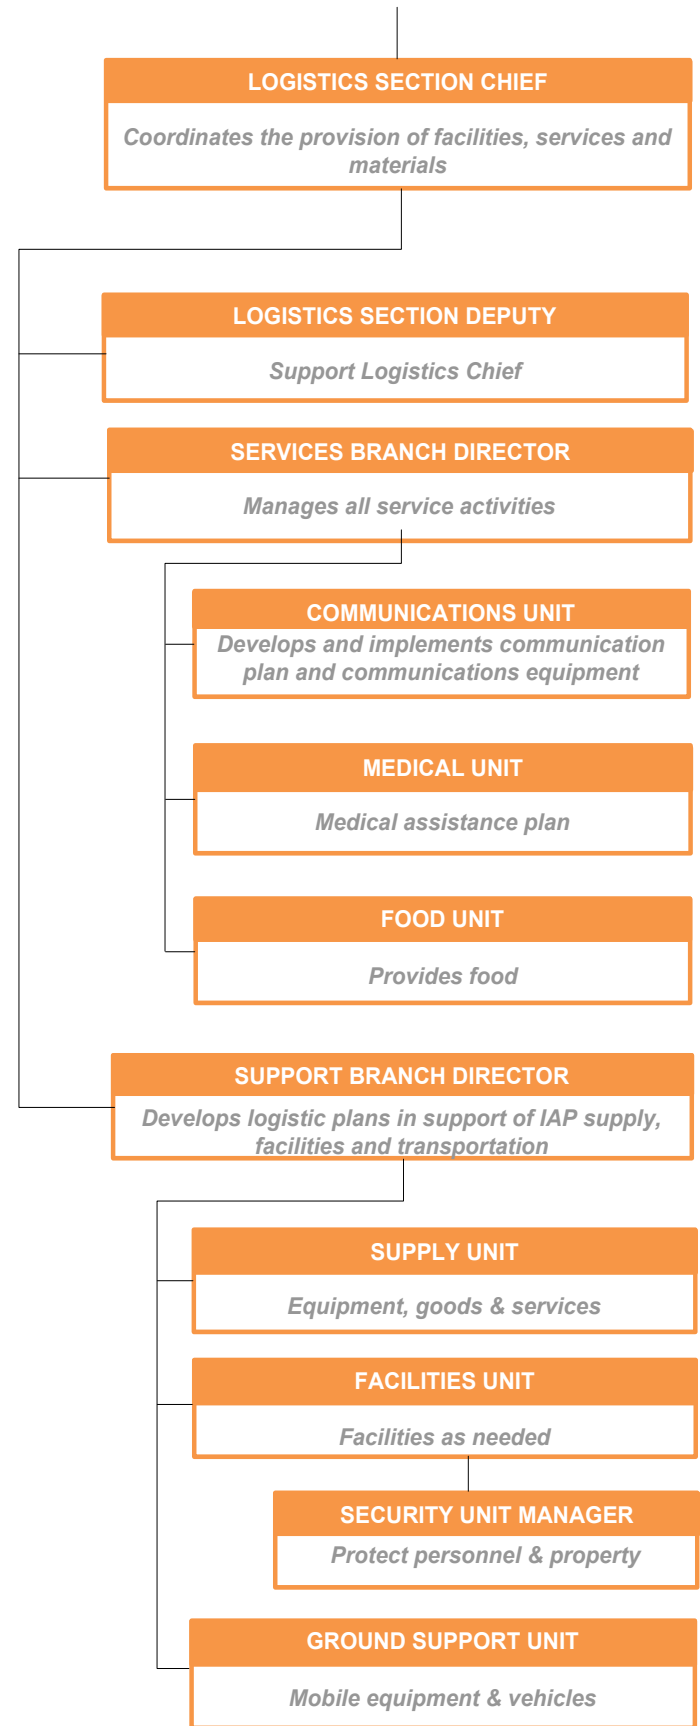 LOGISTICS SECTION CHIEF
Coordinates the provision of facilities, services and
materials
LOGISTICS SECTION DEPUTY
Support Logistics Chief
SERVICES BRANCH DIRECTOR
Manages all service activities
COMMUNICATIONS UNIT
Develops and implements communication
plan and communications equipment
MEDICAL UNIT
Medical assistance plan
FOOD UNIT
Provides food
SUPPORT BRANCH DIRECTOR
Develops logistic plans in support of IAP supply,
facilities and transportation
SUPPLY UNIT
Equipment, goods & services
FACILITIES UNIT
Facilities as needed
SECURITY UNIT MANAGER
Protect personnel & property
GROUND SUPPORT UNIT
Mobile equipment & vehicles